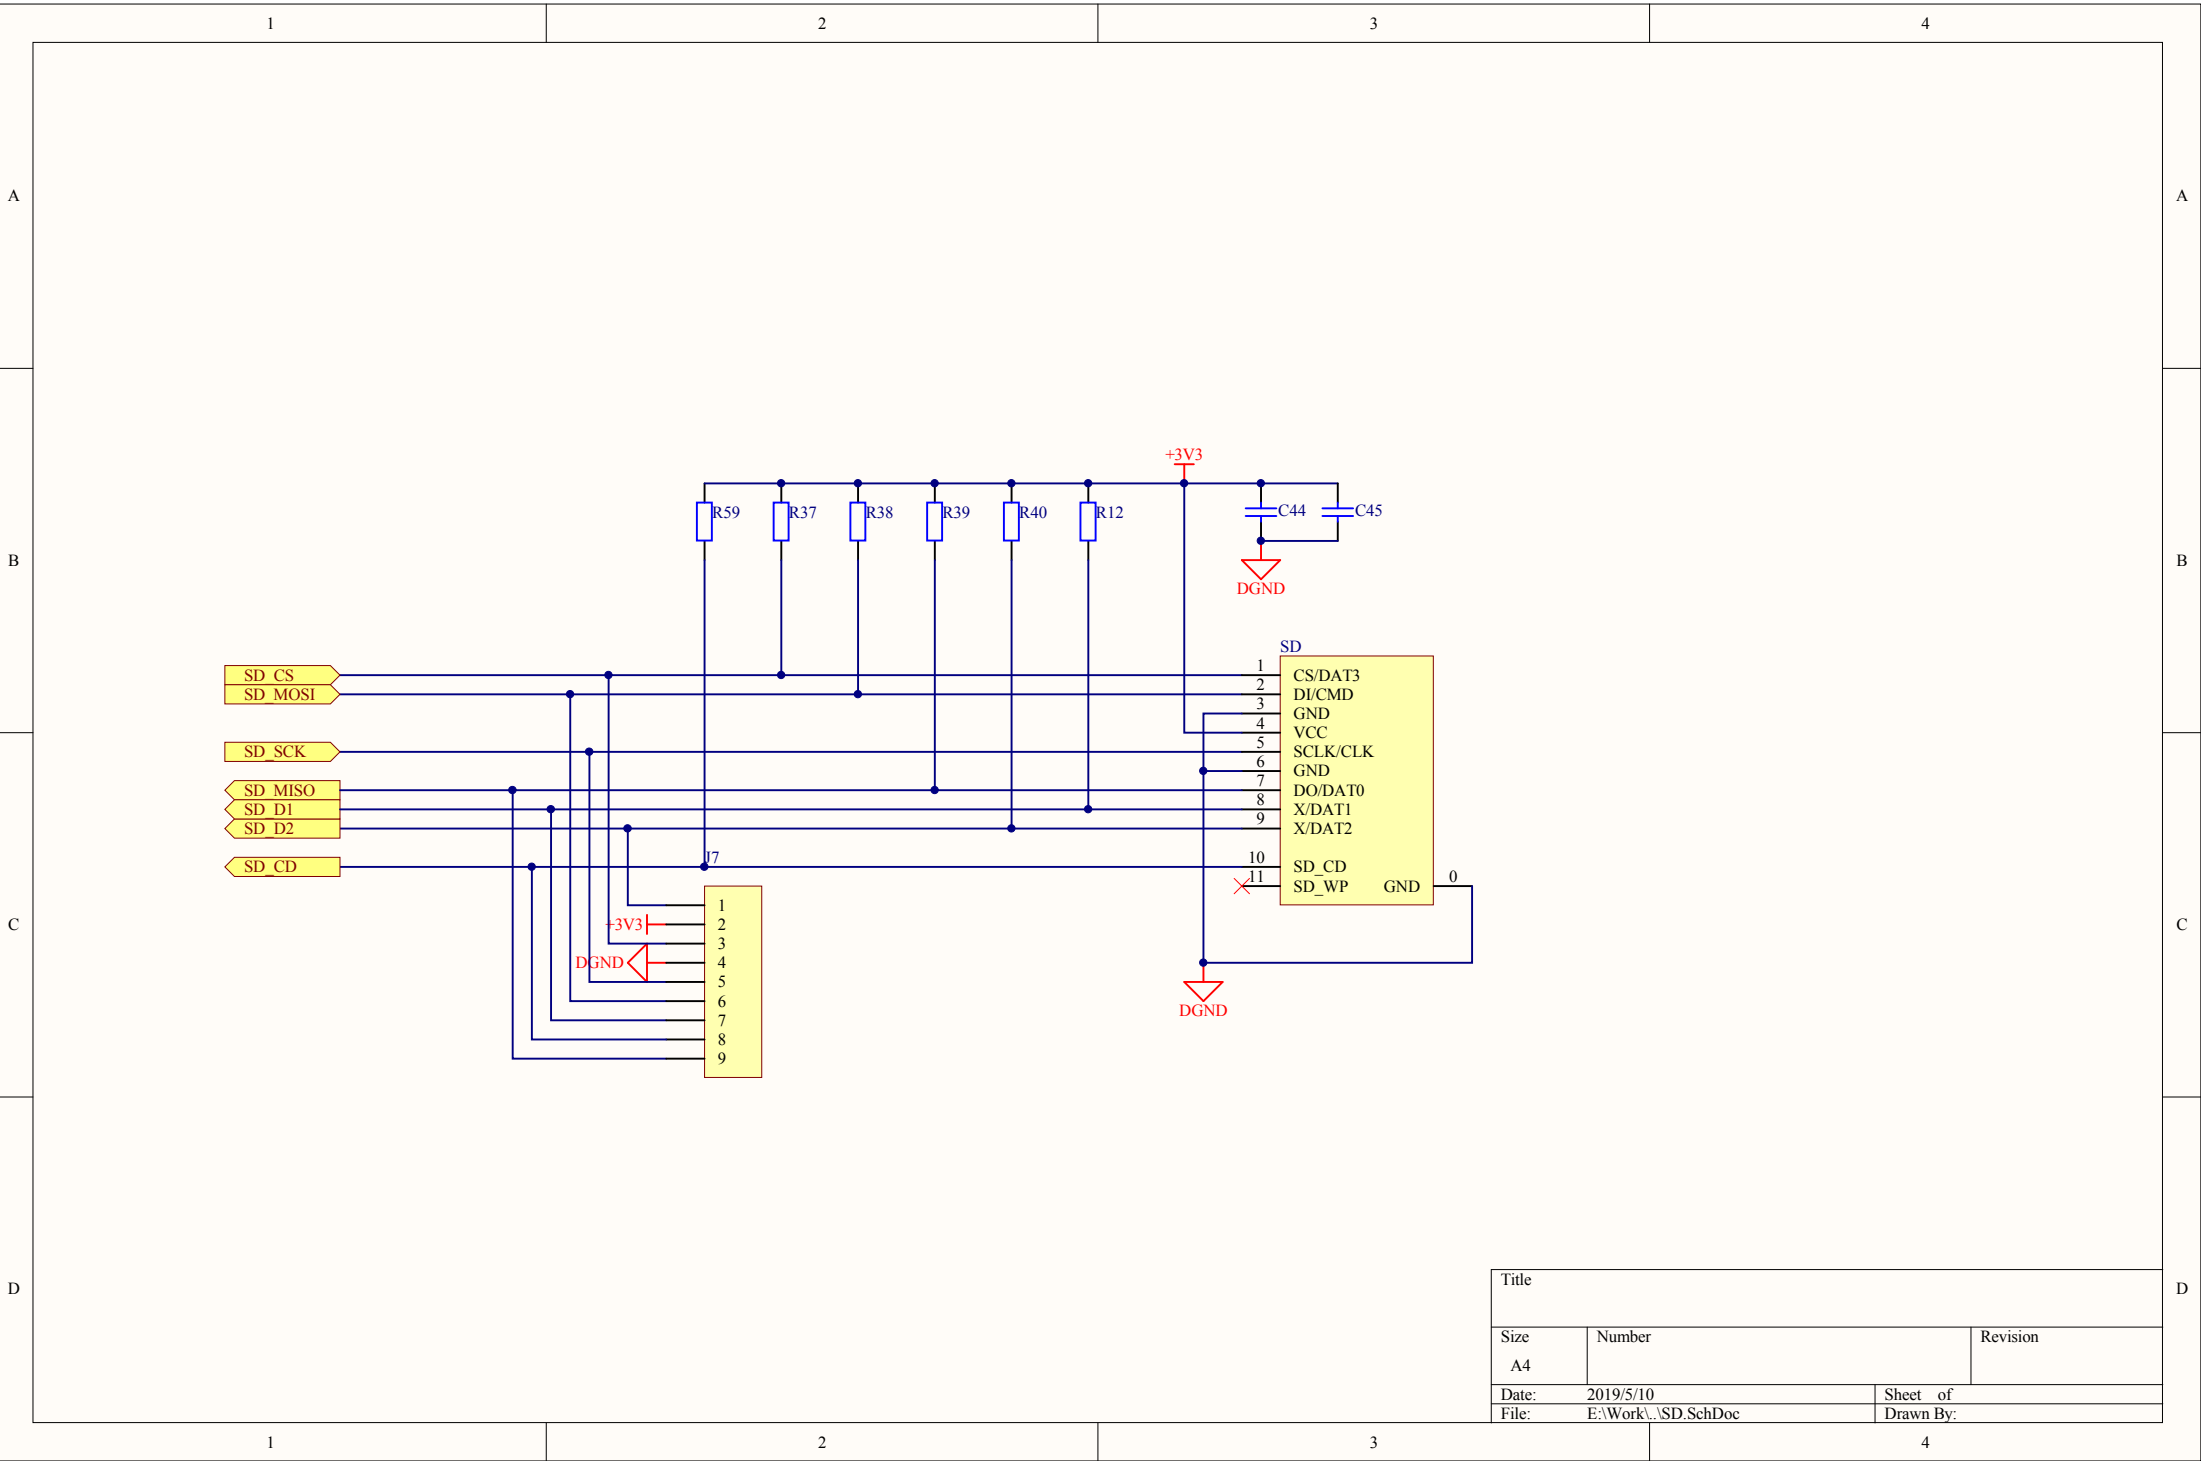 1 2 3 4
A A
+3V3
R59 R37 R38 R39 R40 R12 C44 C45
B B
DGND
SD
SD_CS 1 CS/DAT3
SD_MOSI 2 DI/CMD
3 GND
4 VCC
SD_SCK 5 SCLK/CLK
6 GND
SD_MISO 7 DO/DAT0
SD_D1 8 X/DAT1
SD_D2 9 X/DAT2
J7
SD_CD 10 SD_CD
11 SD_WP GND 0
1
C +3V3 2 C
3
DGND 4
5
6
DGND
7
8
9
Title
D D
Size Number Revision
A4
Date: 2019/5/10 Sheet of
File: E:\Work\..\SD.SchDoc Drawn By:
1 2 3 4